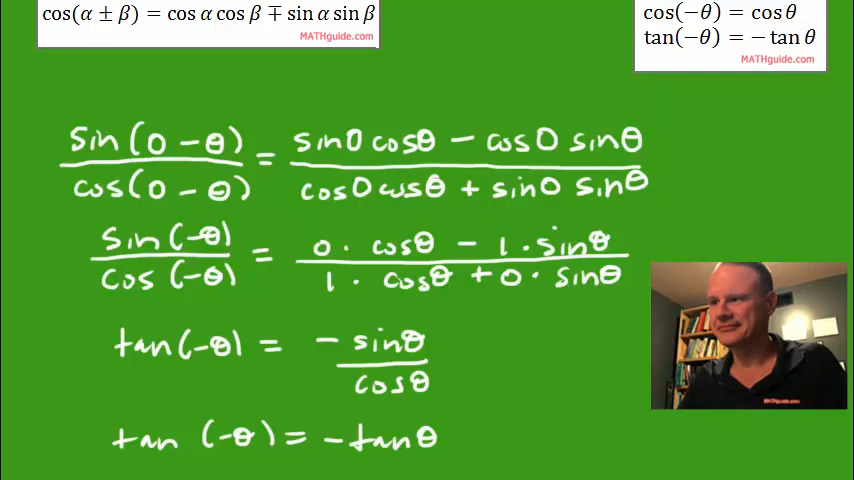 cos(α ± β) = cos α cos β ∓ sin α sin β
MATHguide.com
cos(−θ) = cos θ
tan(−θ) = − tan θ
MATHguide.com
sin(0 − θ) / cos(0 − θ) = sin0 cosθ − cos0 sinθ / cos0 cosθ + sin0 sinθ
sin(−θ) / cos(−θ) = 0 · cosθ − 1 · sinθ / 1 · cosθ + 0 · sinθ
tan(−θ) = − sinθ / cosθ
tan (−θ) = −tanθ
MATHguide.com